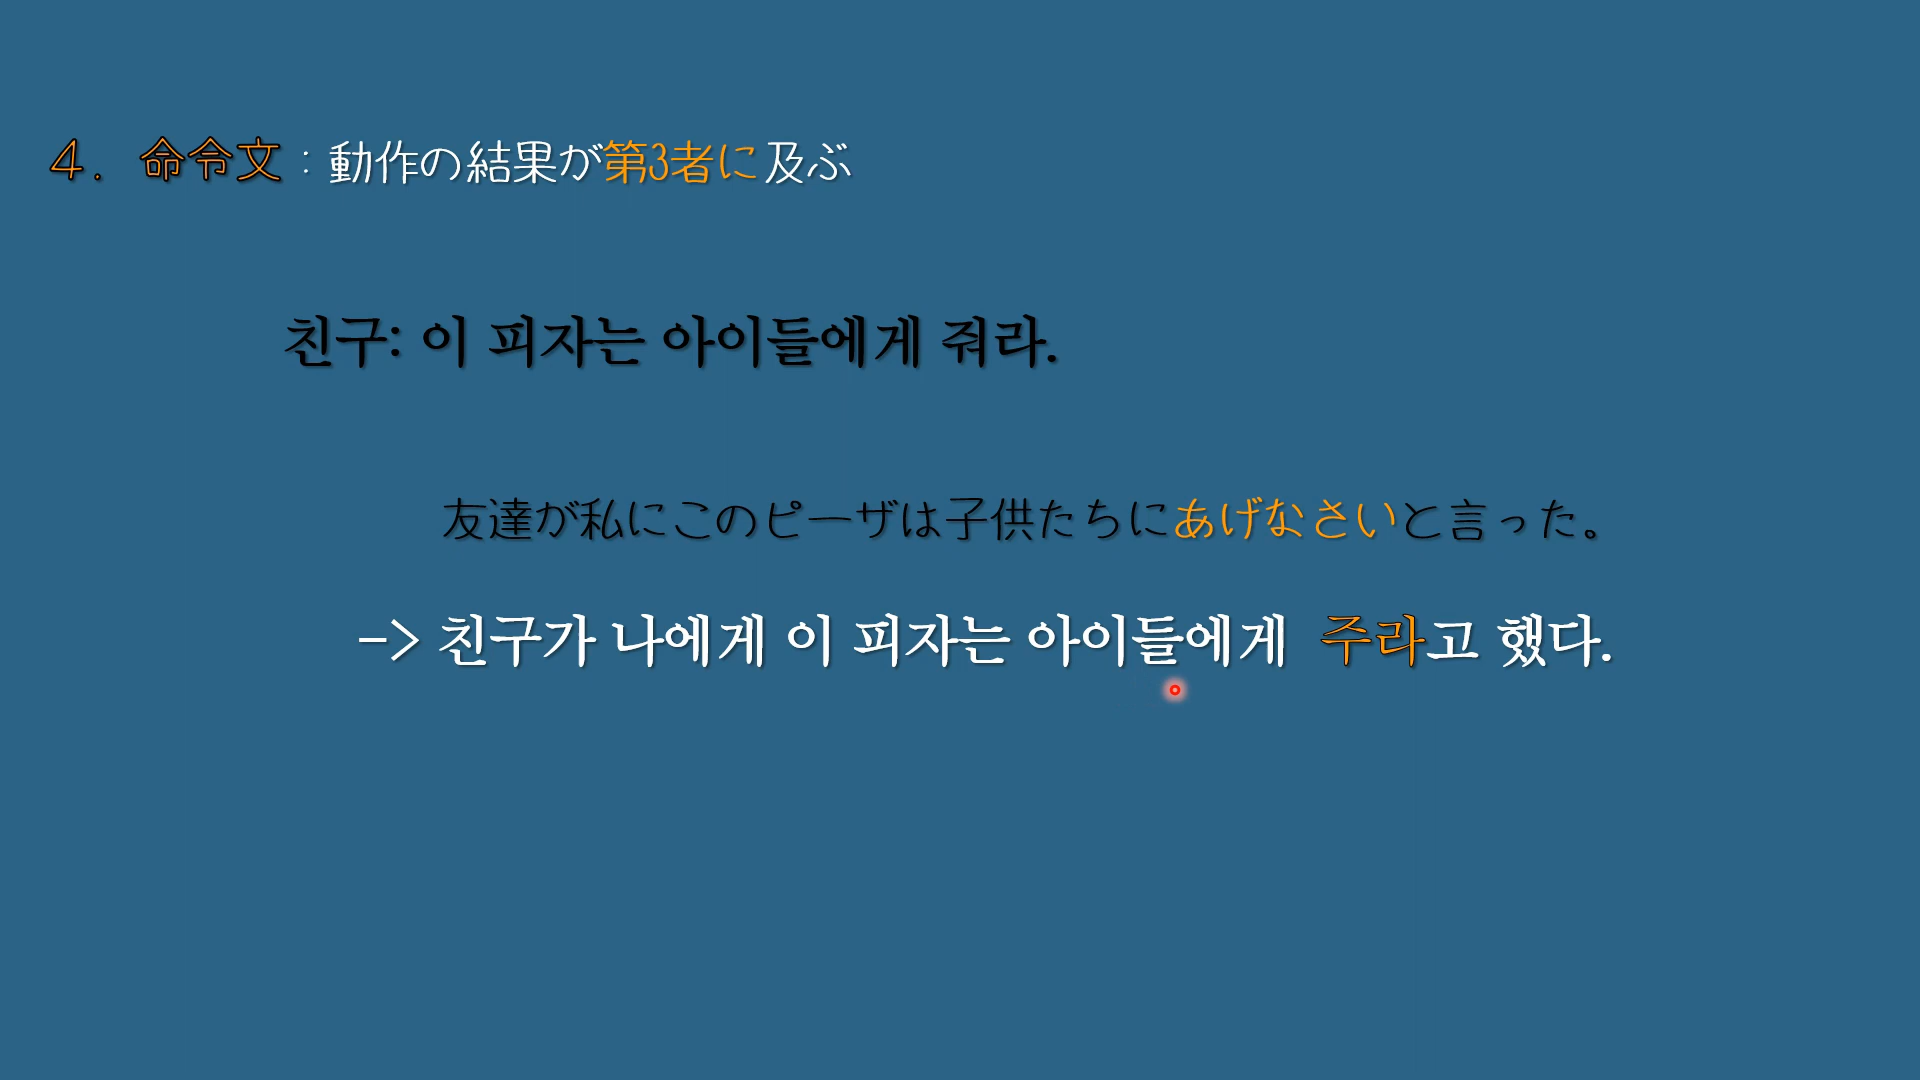 ４．命令文：動作の結果が第3者に及ぶ
친구: 이 피자는 아이들에게 줘라.
友達が私にこのピーザは子供たちにあげなさいと言った。
-> 친구가 나에게 이 피자는 아이들에게 주라고 했다.